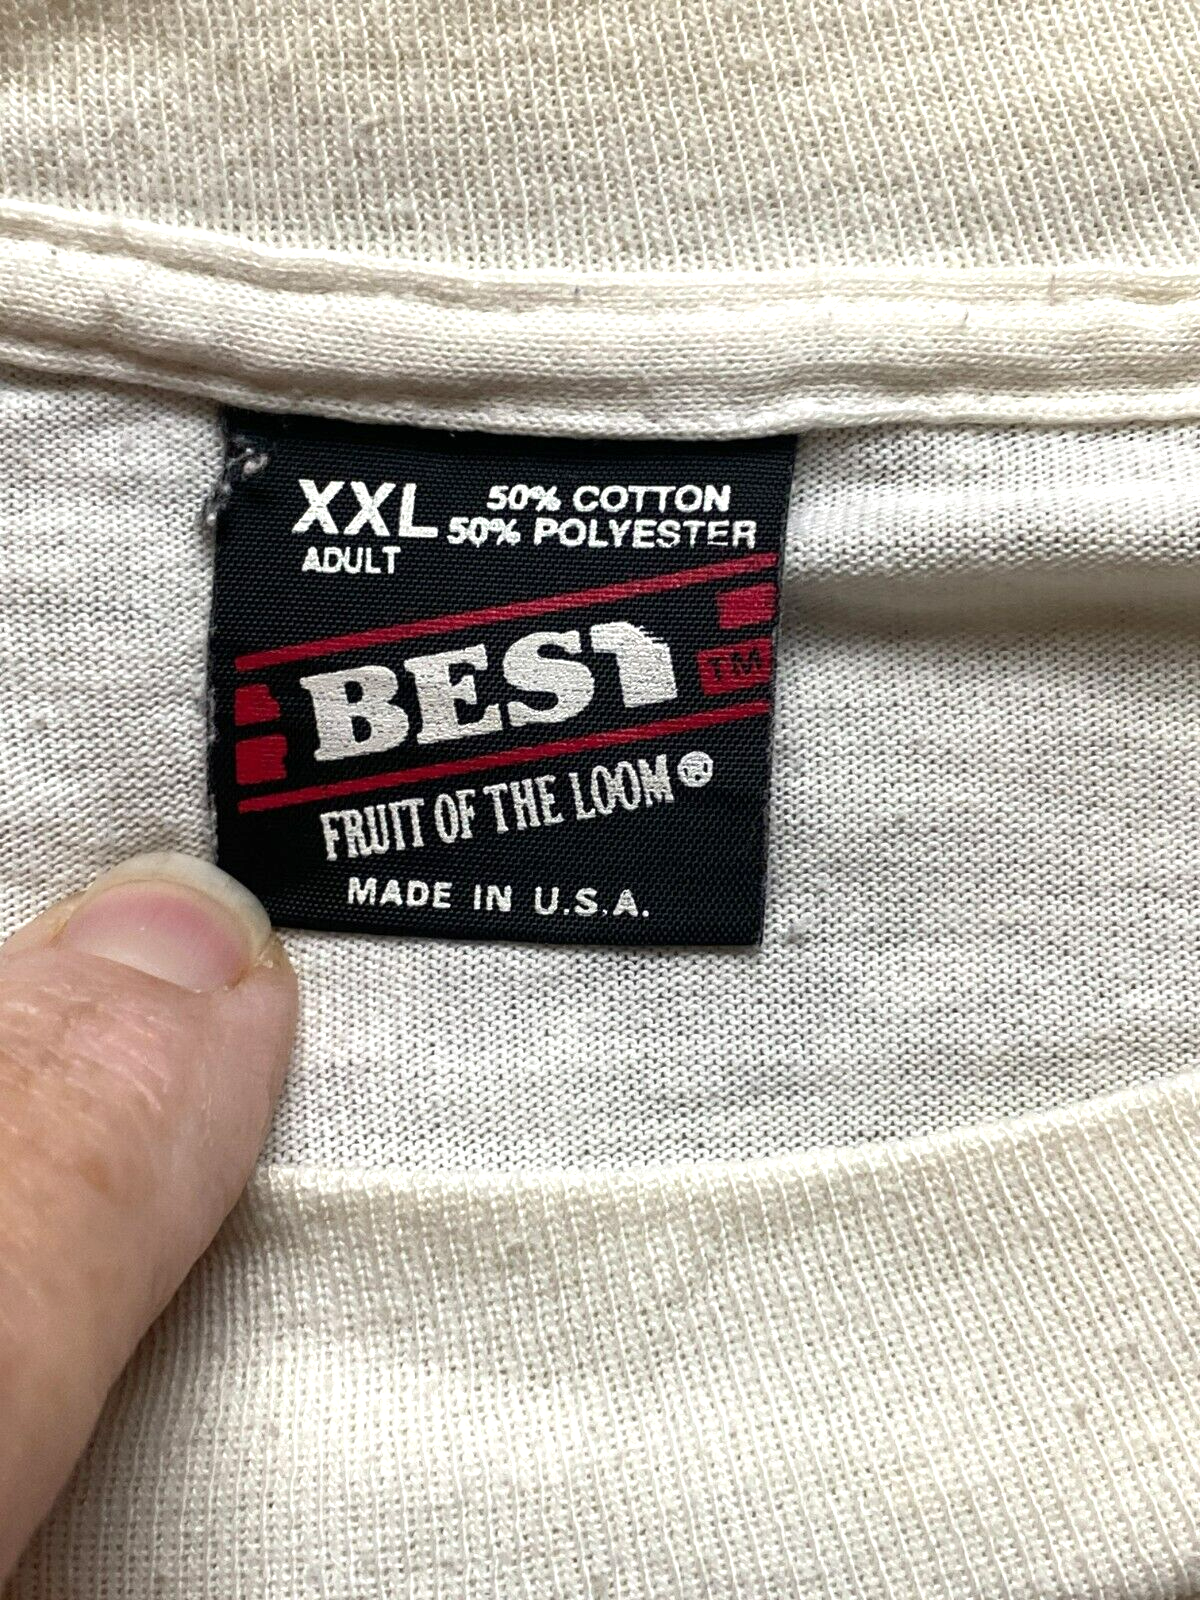 XXL 50% COTTON
ADULT 50% POLYESTER
BEST TM
FRUIT OF THE LOOM®
MADE IN U.S.A.